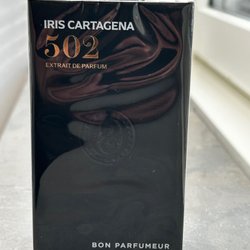 IRIS CARTAGENA
502
EXTRAIT DE PARFUM
BON PARFUMEUR